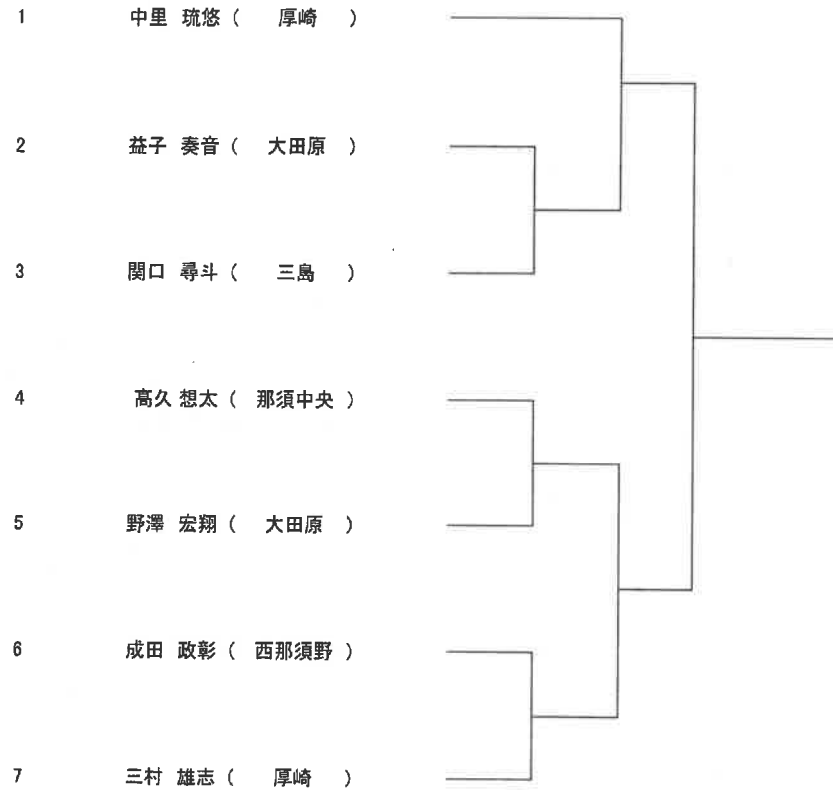 1 中里 琉悠 ( 厚崎 )
2 益子 奏音 ( 大田原 )
3 関口 尋斗 ( 三島 )
4 高久 想太 ( 那須中央 )
5 野澤 宏翔 ( 大田原 )
6 成田 政彰 ( 西那須野 )
7 三村 雄志 ( 厚崎 )